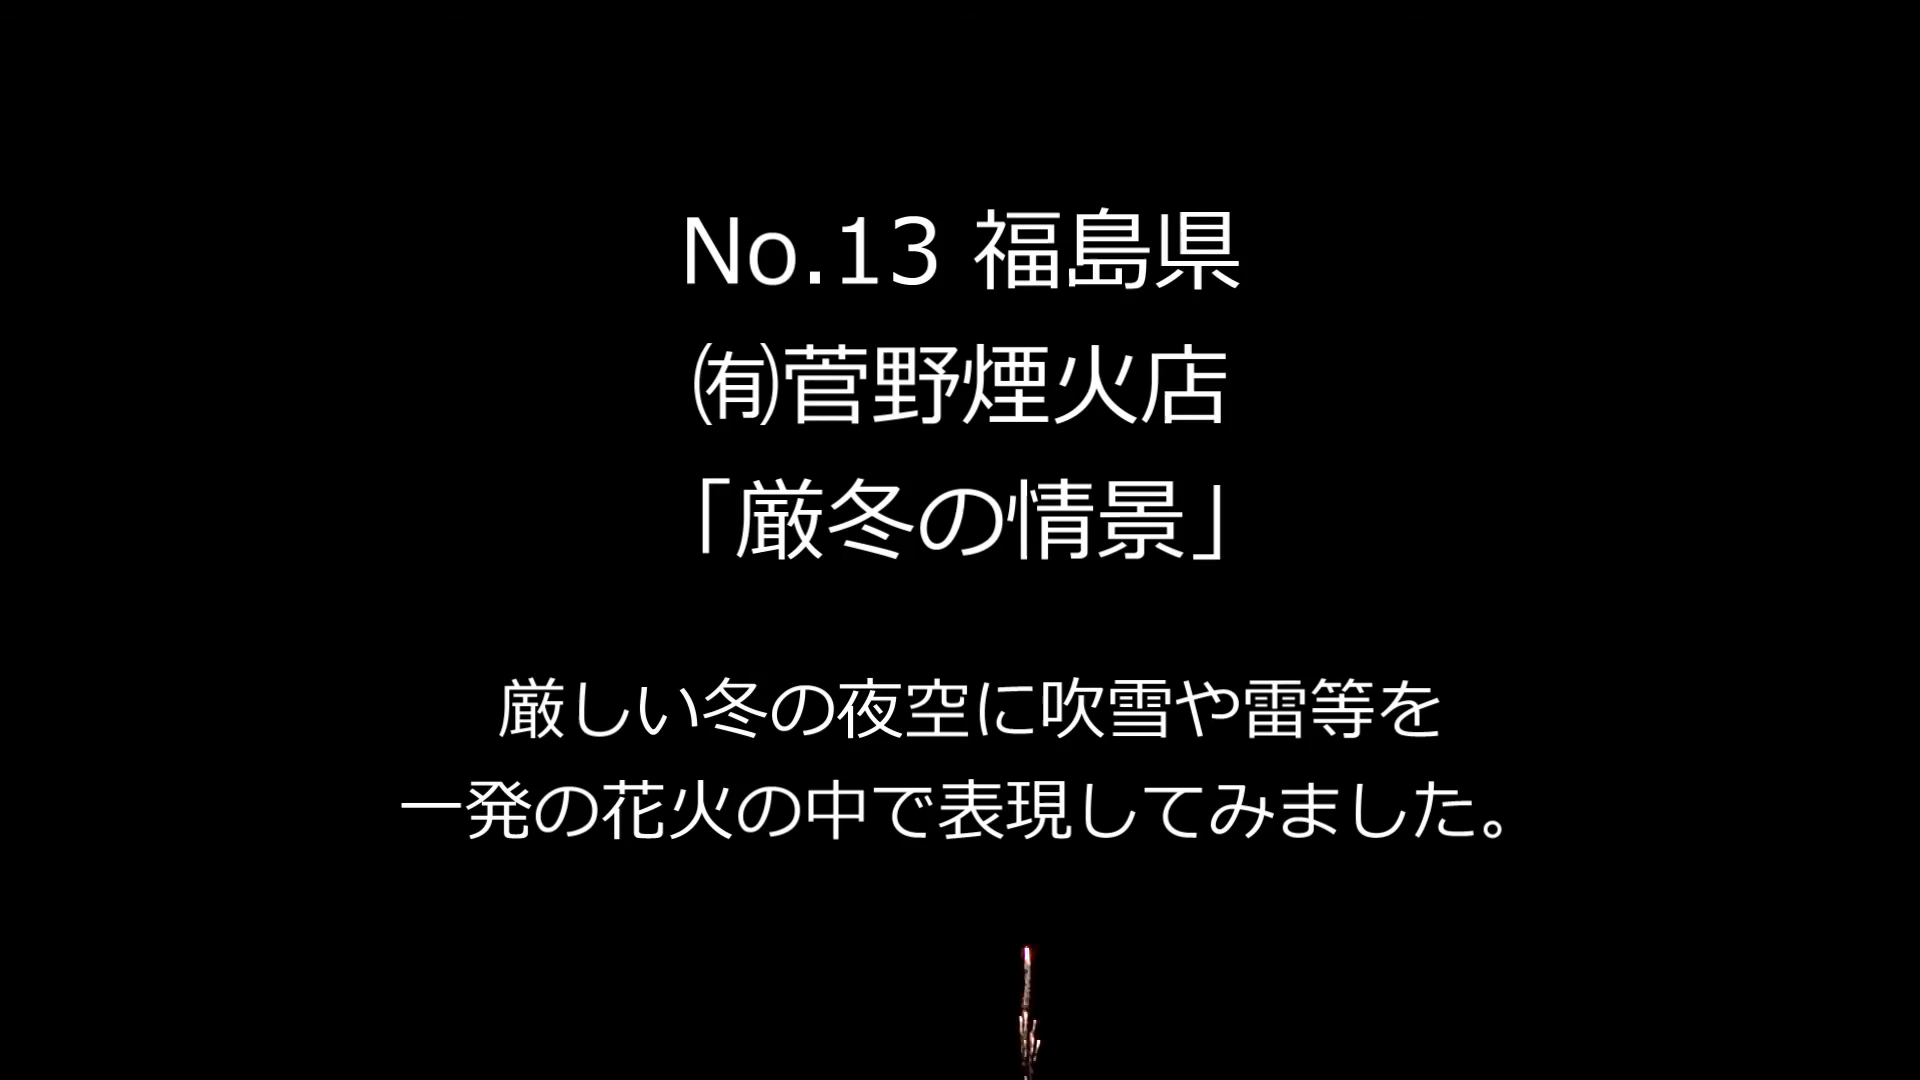 No.13 福島県
㈲菅野煙火店
「厳冬の情景」
厳しい冬の夜空に吹雪や雷等を
一発の花火の中で表現してみました。